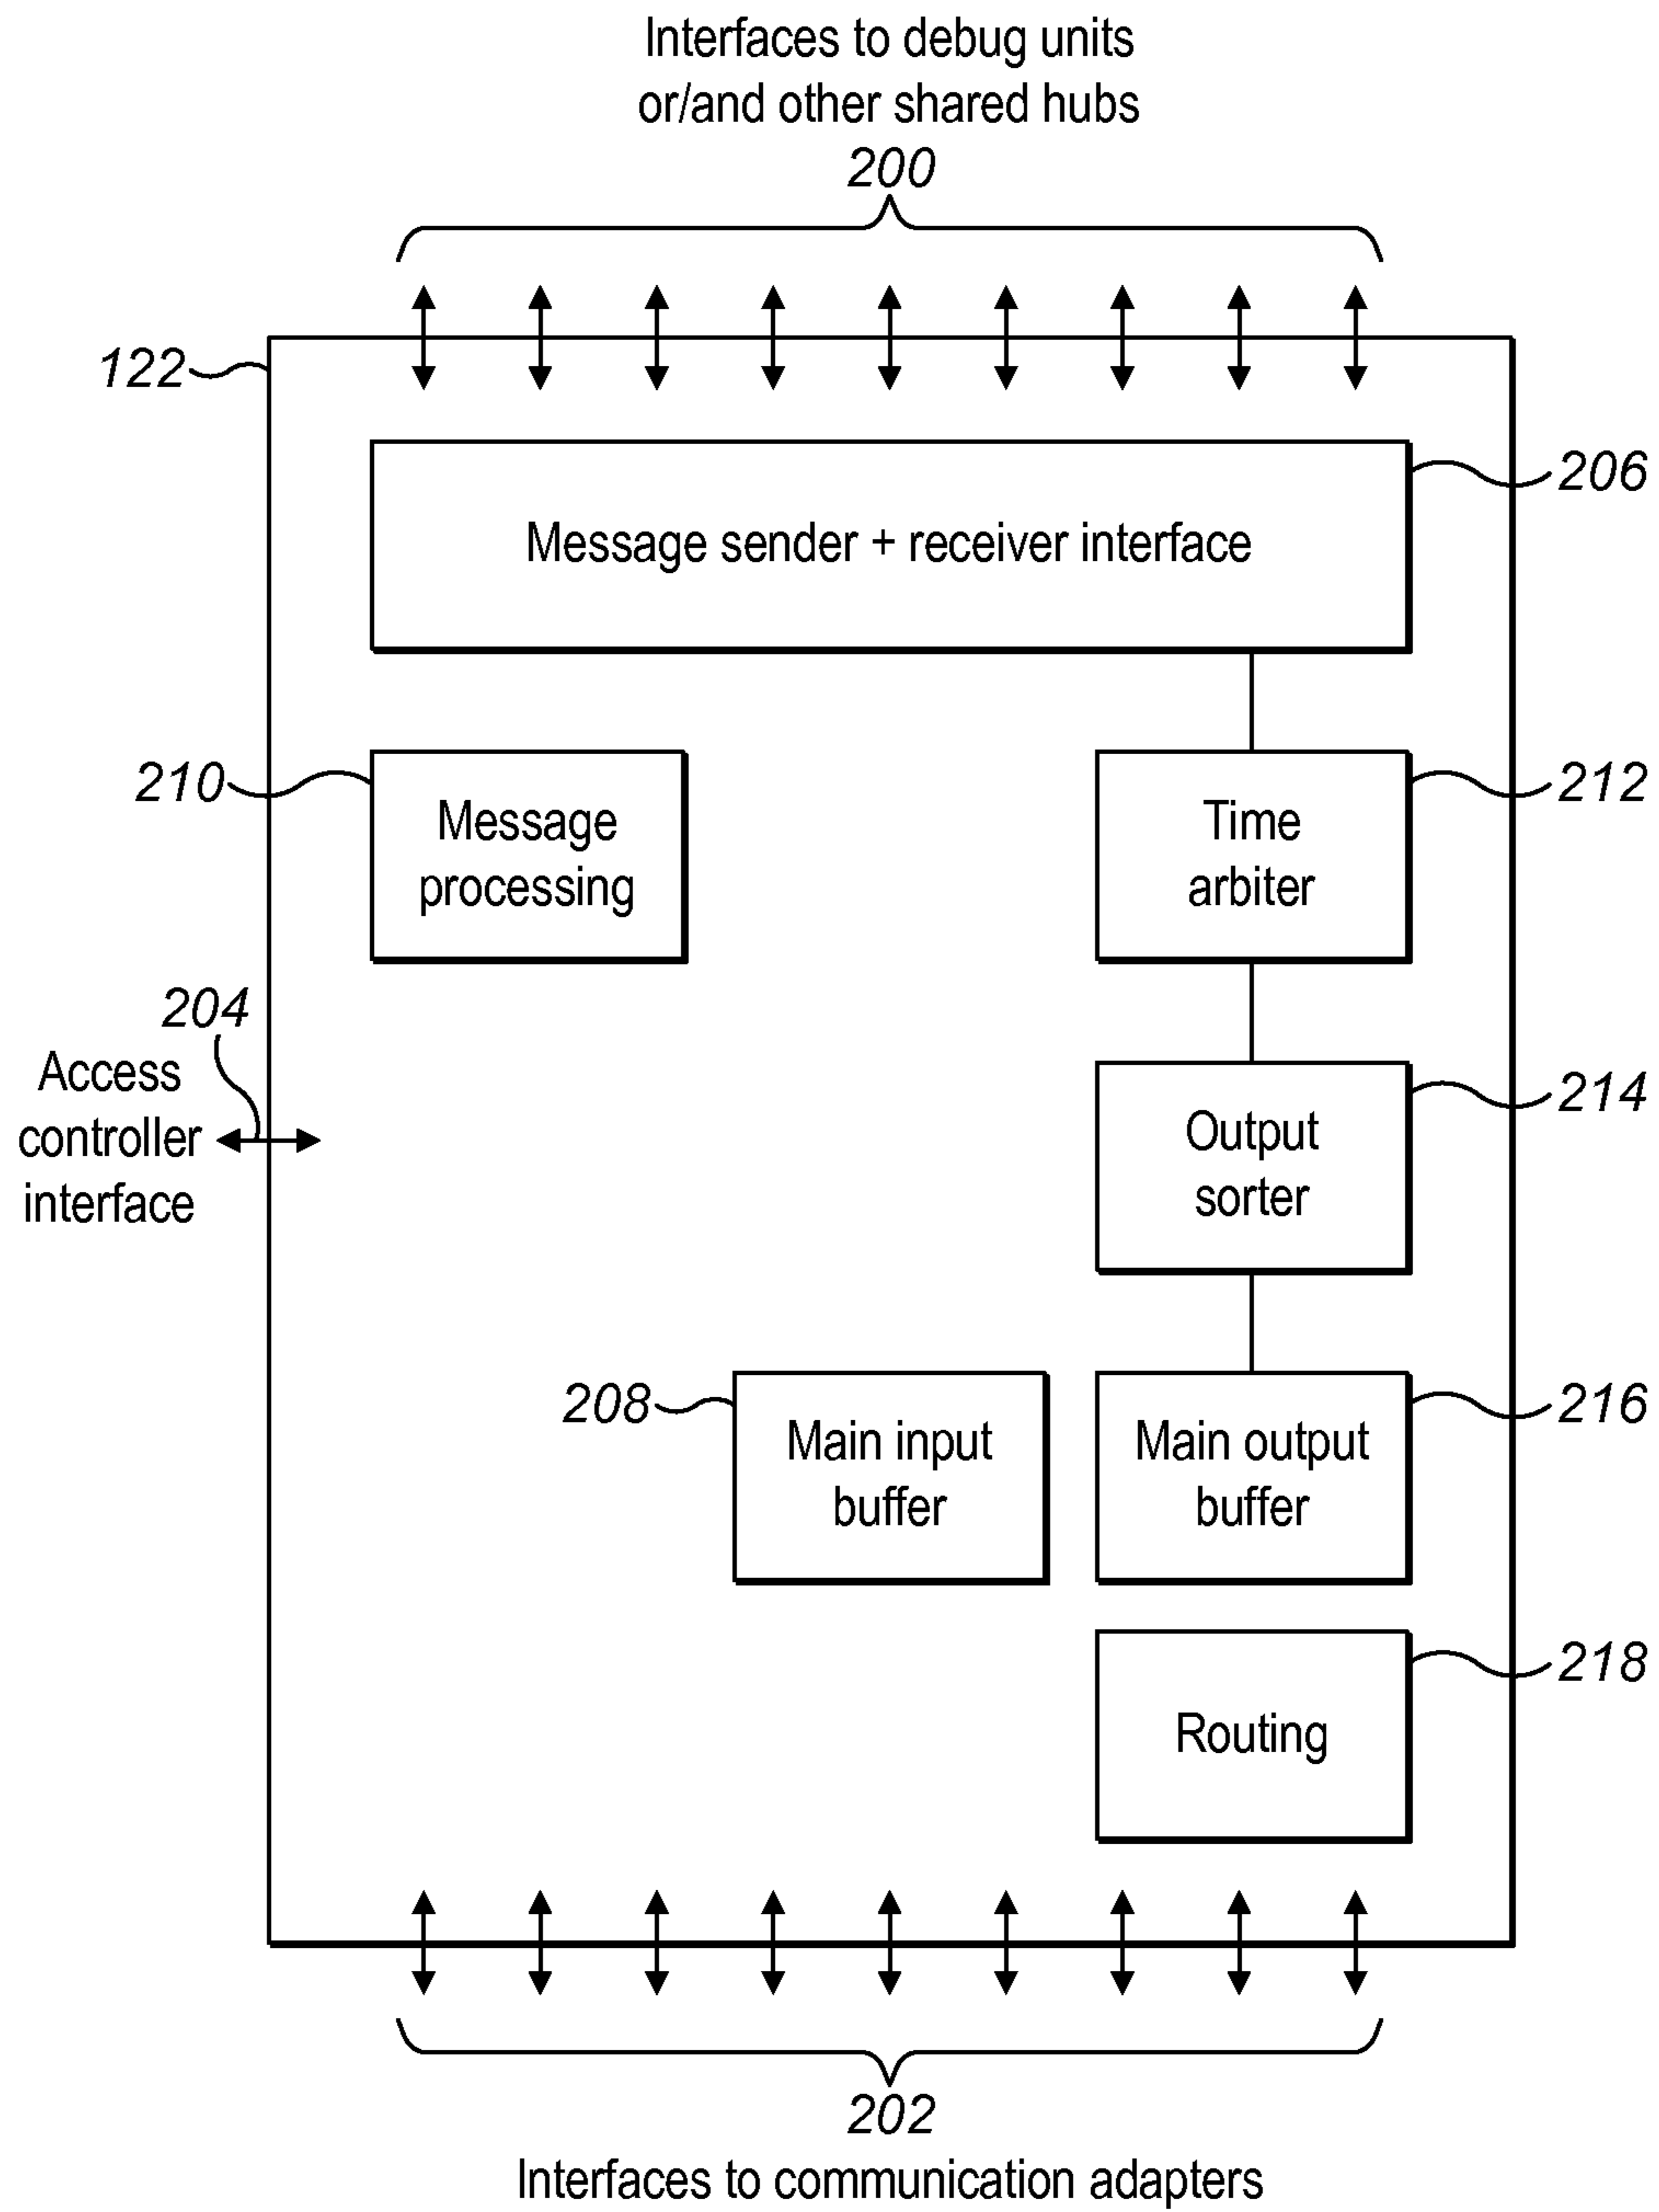 Interfaces to debug units
or/and other shared hubs
200
122
206
Message sender + receiver interface
210
212
Message
processing
Time
arbiter
204
Access
controller
interface
214
Output
sorter
208
216
Main input
buffer
Main output
buffer
218
Routing
202
Interfaces to communication adapters